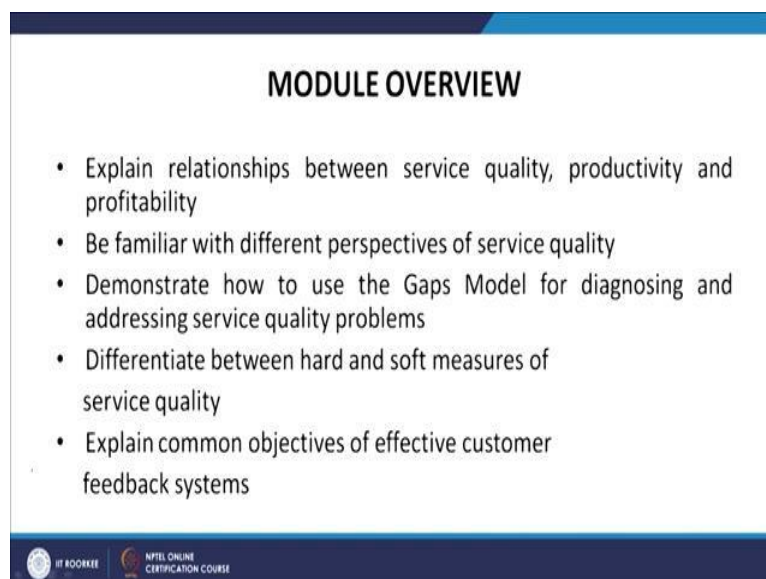 MODULE OVERVIEW
• Explain relationships between service quality, productivity and
profitability
• Be familiar with different perspectives of service quality
• Demonstrate how to use the Gaps Model for diagnosing and
addressing service quality problems
• Differentiate between hard and soft measures of
service quality
• Explain common objectives of effective customer
feedback systems
IIT ROORKEE
NPTEL ONLINE
CERTIFICATION COURSE